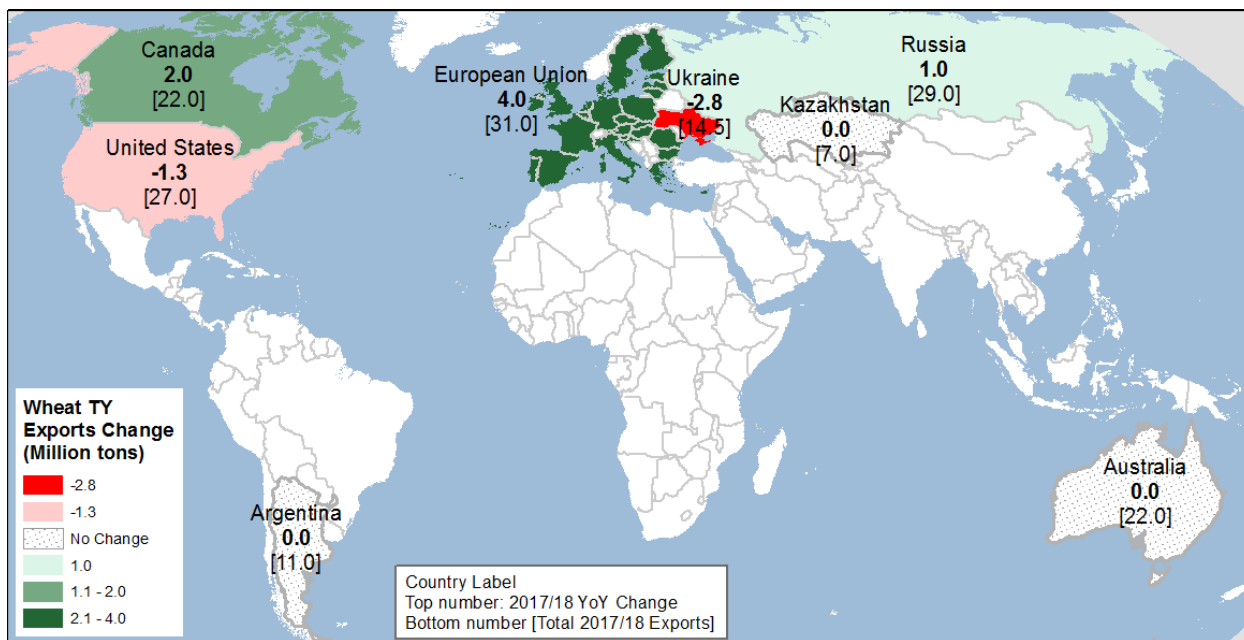 Canada
2.0
[22.0]
United States
-1.3
[27.0]
European Union
4.0
[31.0]
Ukraine
-2.8
[14.5]
Russia
1.0
[29.0]
Kazakhstan
0.0
[7.0]
Argentina
0.0
[11.0]
Australia
0.0
[22.0]
Wheat TY
Exports Change
(Million tons)
-2.8
-1.3
No Change
1.0
1.1 - 2.0
2.1 - 4.0
Country Label
Top number: 2017/18 YoY Change
Bottom number [Total 2017/18 Exports]